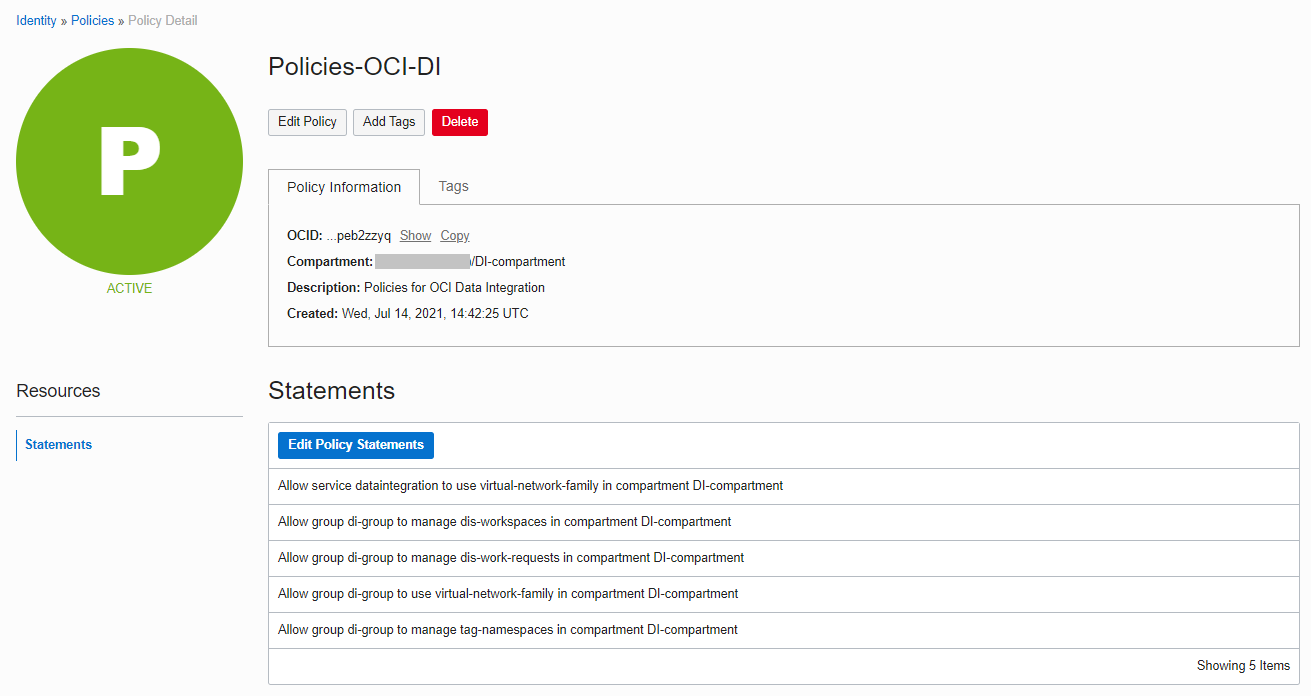 Identity » Policies » Policy Detail
P
ACTIVE
Policies-OCI-DI
Edit Policy Add Tags Delete
Policy Information Tags
OCID: ...peb2zzyq Show Copy
Compartment: /DI-compartment
Description: Policies for OCI Data Integration
Created: Wed, Jul 14, 2021, 14:42:25 UTC
Resources
Statements
Statements
Edit Policy Statements
Allow service dataintegration to use virtual-network-family in compartment DI-compartment
Allow group di-group to manage dis-workspaces in compartment DI-compartment
Allow group di-group to manage dis-work-requests in compartment DI-compartment
Allow group di-group to use virtual-network-family in compartment DI-compartment
Allow group di-group to manage tag-namespaces in compartment DI-compartment
Showing 5 Items